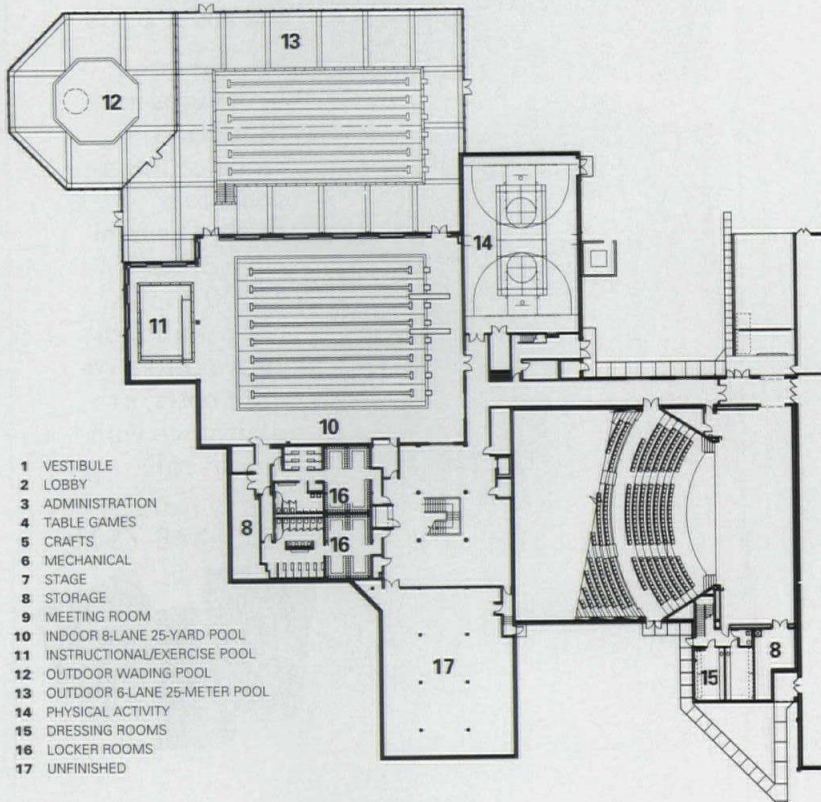 13
12
14
11
10
1 VESTIBULE
2 LOBBY
3 ADMINISTRATION
4 TABLE GAMES
5 CRAFTS
6 MECHANICAL
7 STAGE
8 STORAGE
9 MEETING ROOM
10 INDOOR 8-LANE 25-YARD POOL
11 INSTRUCTIONAL/EXERCISE POOL
12 OUTDOOR WADING POOL
13 OUTDOOR 6-LANE 25-METER POOL
14 PHYSICAL ACTIVITY
15 DRESSING ROOMS
16 LOCKER ROOMS
17 UNFINISHED
16
8
16
17
8
15